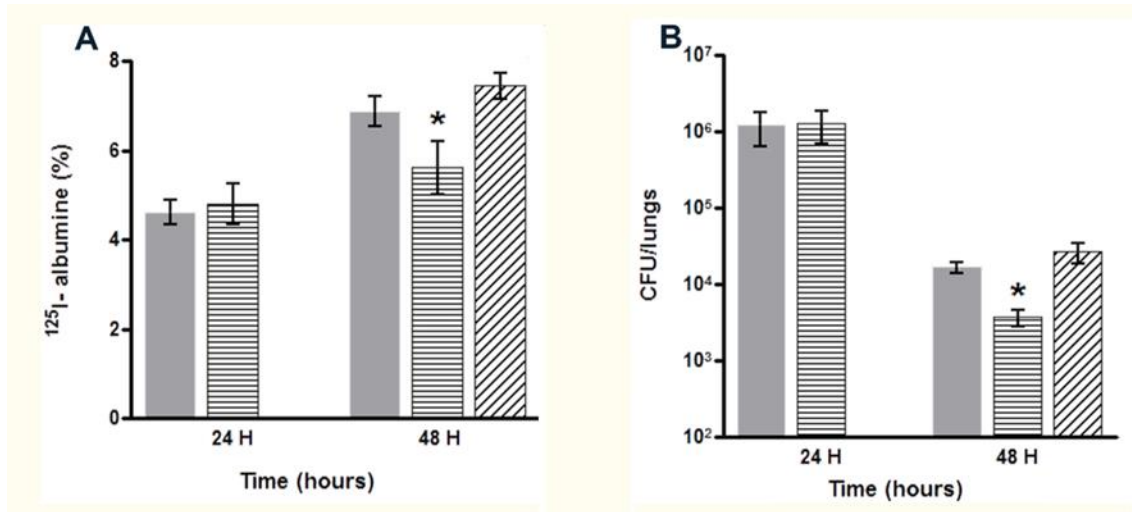 A
8
6
4
2
0
¹²⁵I- albumine (%)
*
24 H 48 H
Time (hours)
B
10⁷
10⁶
10⁵
10⁴
10³
10²
CFU/lungs
*
24 H 48 H
Time (hours)